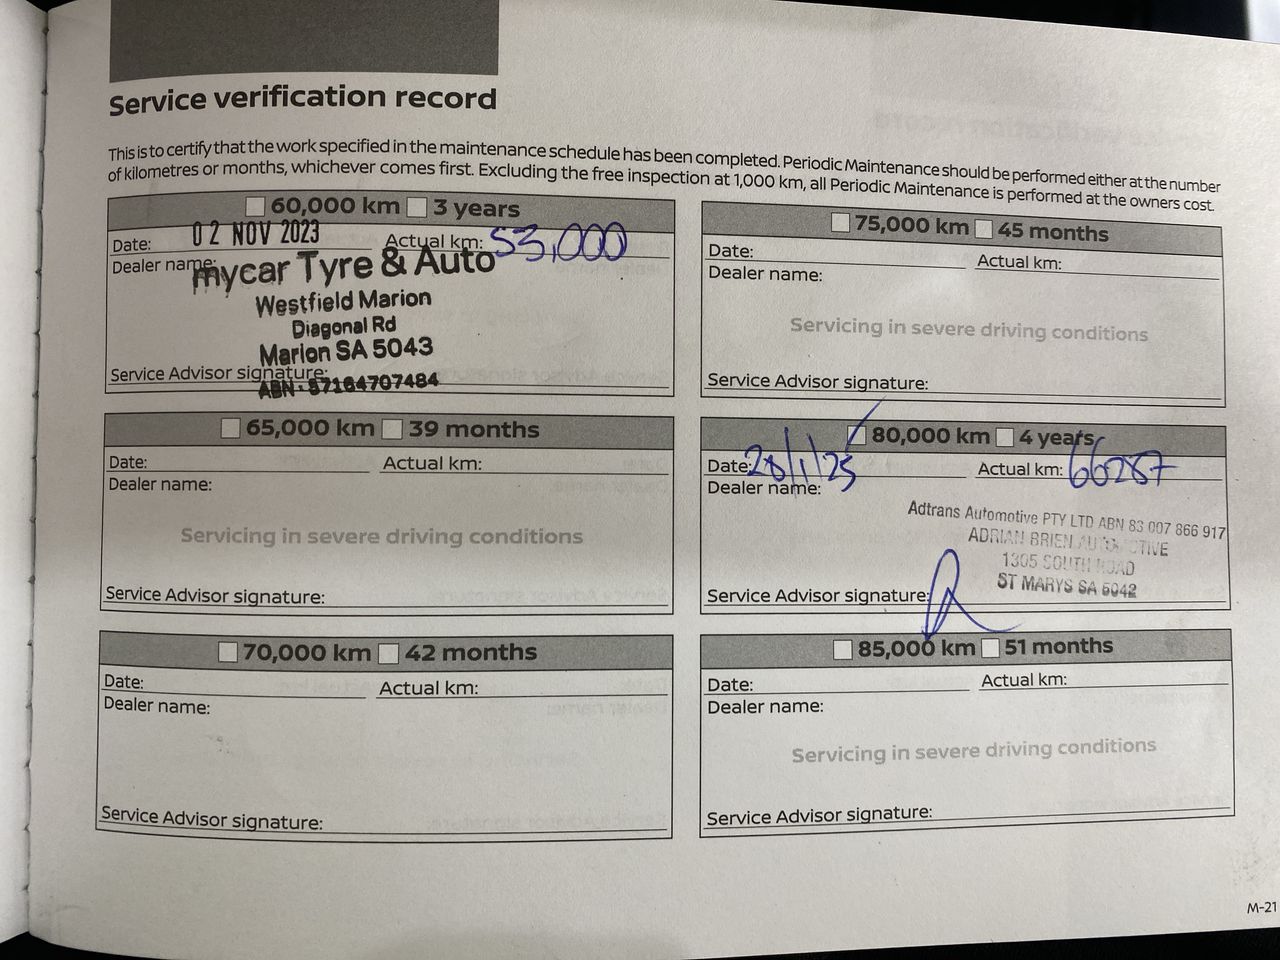 Service verification record
This is to certify that the work specified in the maintenance schedule has been completed. Periodic Maintenance should be performed either at the number
of kilometres or months, whichever comes first. Excluding the free inspection at 1,000 km, all Periodic Maintenance is performed at the owners cost.
60,000 km 3 years
Date: 02 NOV 2023 Actual km: 53,000
Dealer name:
mycar Tyre & Auto
Westfield Marion
Diagonal Rd
Marion SA 5043
Service Advisor signature:
ABN: 57164707484
65,000 km 39 months
Date: Actual km:
Dealer name:
Servicing in severe driving conditions
Service Advisor signature:
70,000 km 42 months
Date: Actual km:
Dealer name:
Service Advisor signature:
75,000 km 45 months
Date: Actual km:
Dealer name:
Servicing in severe driving conditions
Service Advisor signature:
80,000 km 4 years
Date: 28/1/25 Actual km: 66287
Dealer name:
Adtrans Automotive PTY LTD ABN 83 007 866 917
ADRIAN BRIEN AUTOMOTIVE
1305 SOUTH ROAD
ST MARYS SA 5042
Service Advisor signature:
85,000 km 51 months
Date: Actual km:
Dealer name:
Servicing in severe driving conditions
Service Advisor signature:
M-21